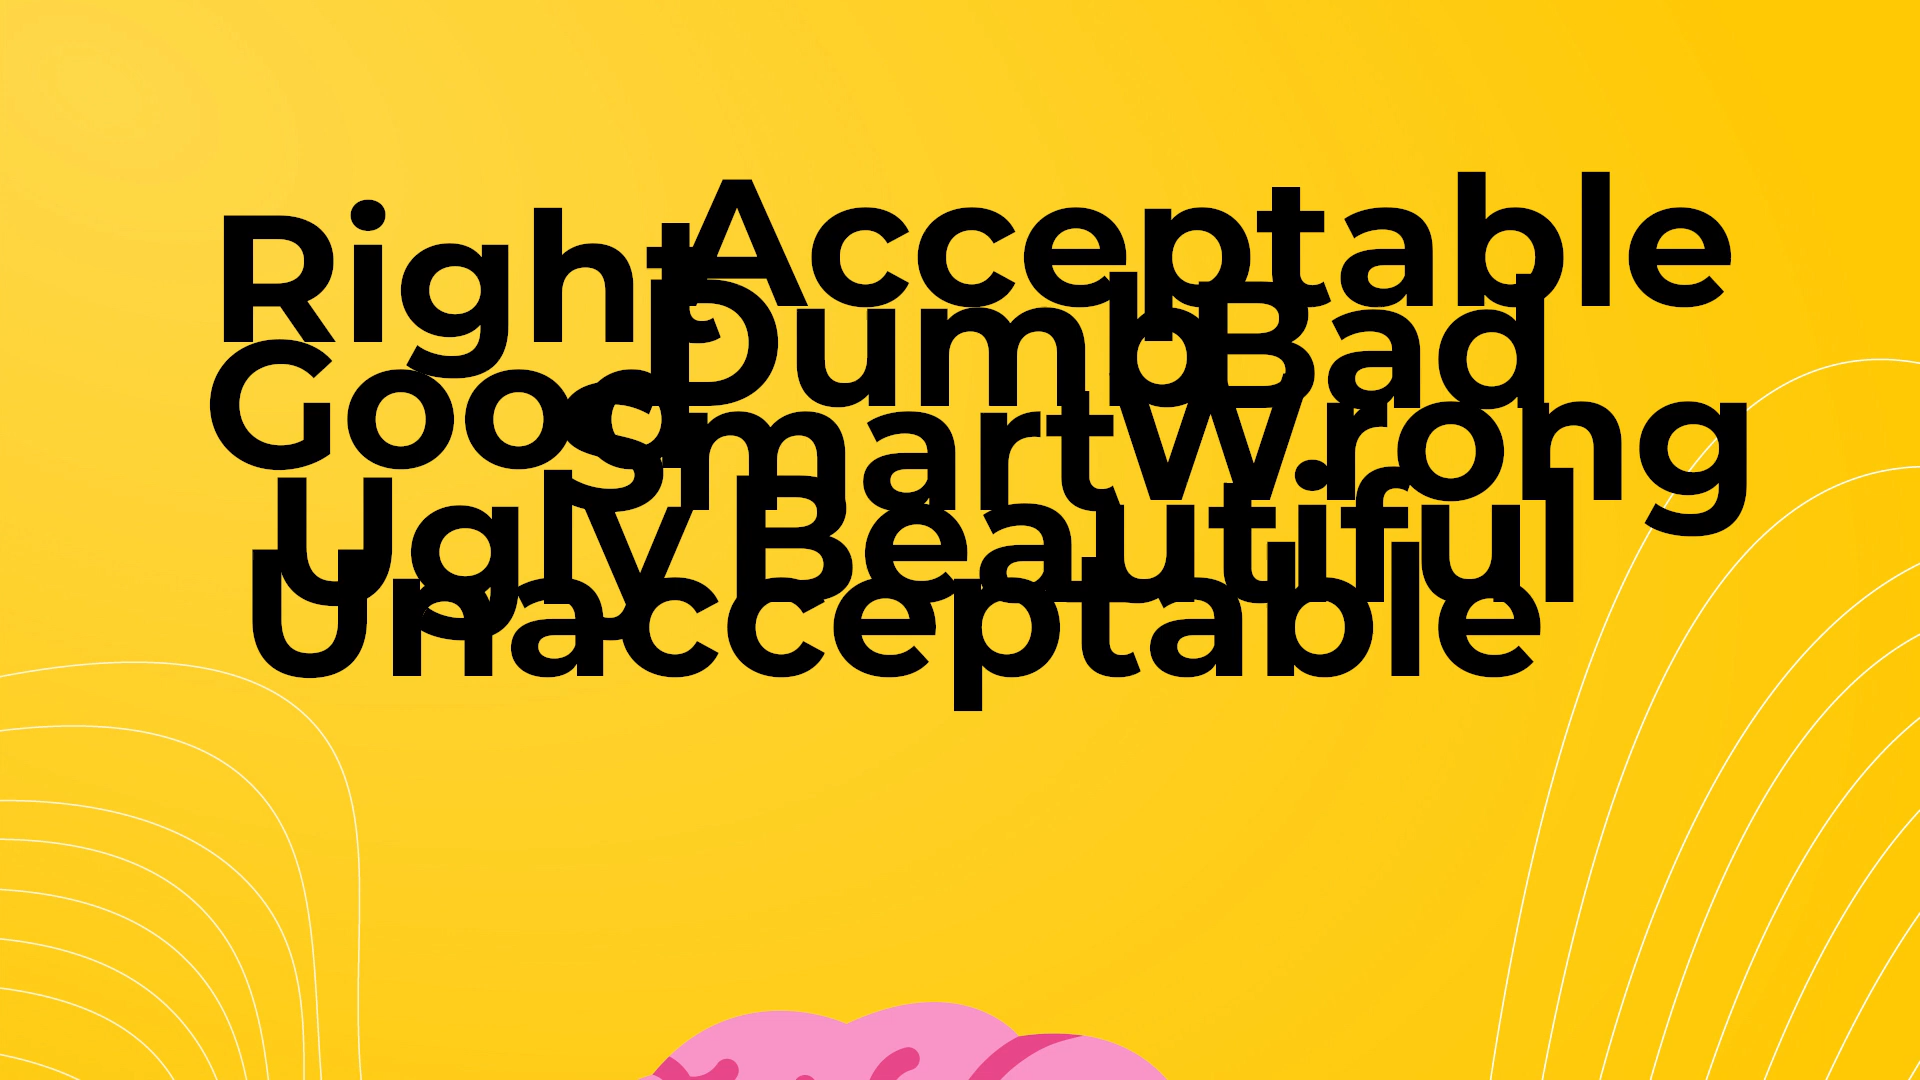 Right Acceptable
Dumb Bad
Good Smart Wrong
Ugly Beautiful
Unacceptable